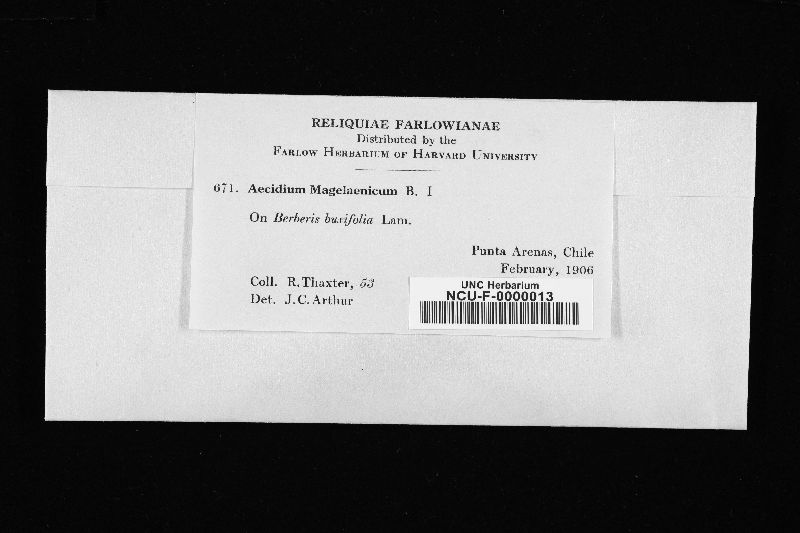 RELIQUIAE FARLOWIANAE
Distributed by the
FARLOW HERBARIUM OF HARVARD UNIVERSITY
671. Aecidium Magelaenicum B. I
On Berberis buxifolia Lam.
Punta Arenas, Chile
February, 1906
Coll. R. Thaxter, 53
Det. J. C. Arthur
UNC Herbarium
NCU-F-0000013